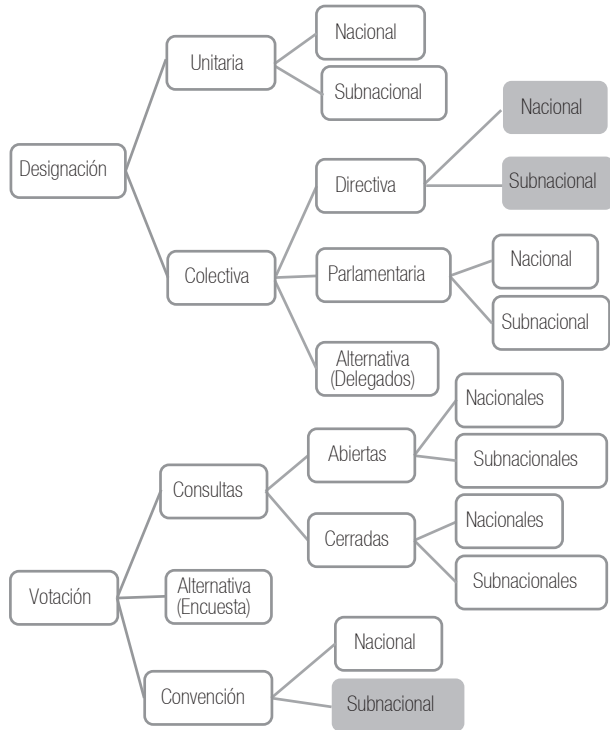 Designación
Unitaria
Nacional
Subnacional
Colectiva
Directiva
Nacional
Subnacional
Parlamentaria
Nacional
Subnacional
Alternativa
(Delegados)
Votación
Consultas
Abiertas
Nacionales
Subnacionales
Cerradas
Nacionales
Subnacionales
Alternativa
(Encuesta)
Convención
Nacional
Subnacional